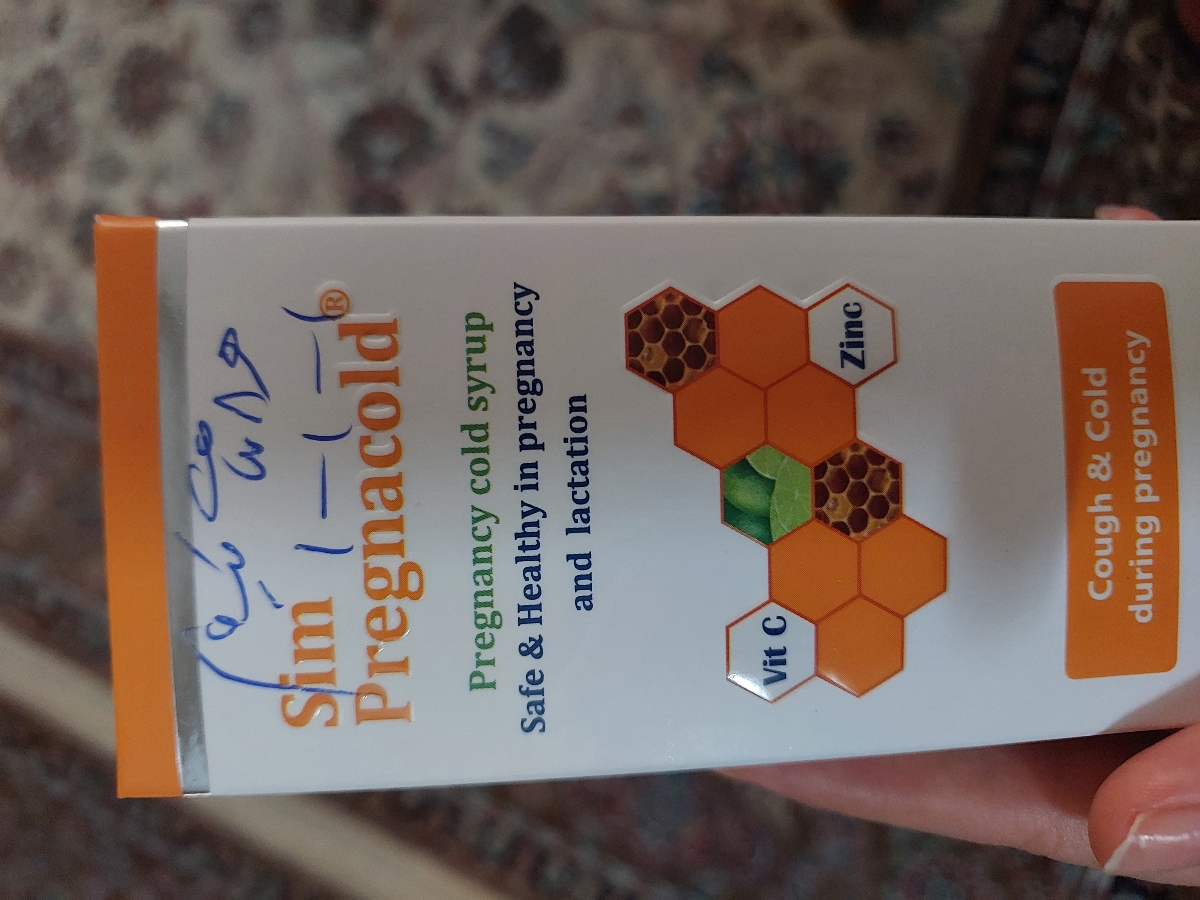 Sim
Pregnacold®
Pregnancy cold syrup
Safe & Healthy in pregnancy
and lactation
Zinc
Vit C
Cough & Cold
during pregnancy